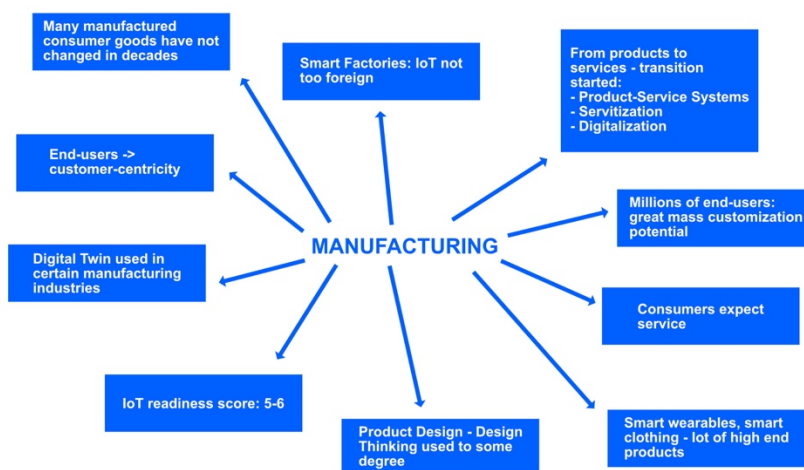 Many manufactured
consumer goods have not
changed in decades
Smart Factories: IoT not
too foreign
From products to
services - transition
started:
- Product-Service Systems
- Servitization
- Digitalization
End-users ->
customer-centricity
Millions of end-users:
great mass customization
potential
MANUFACTURING
Digital Twin used in
certain manufacturing
industries
Consumers expect
service
IoT readiness score: 5-6
Product Design - Design
Thinking used to some
degree
Smart wearables, smart
clothing - lot of high end
products